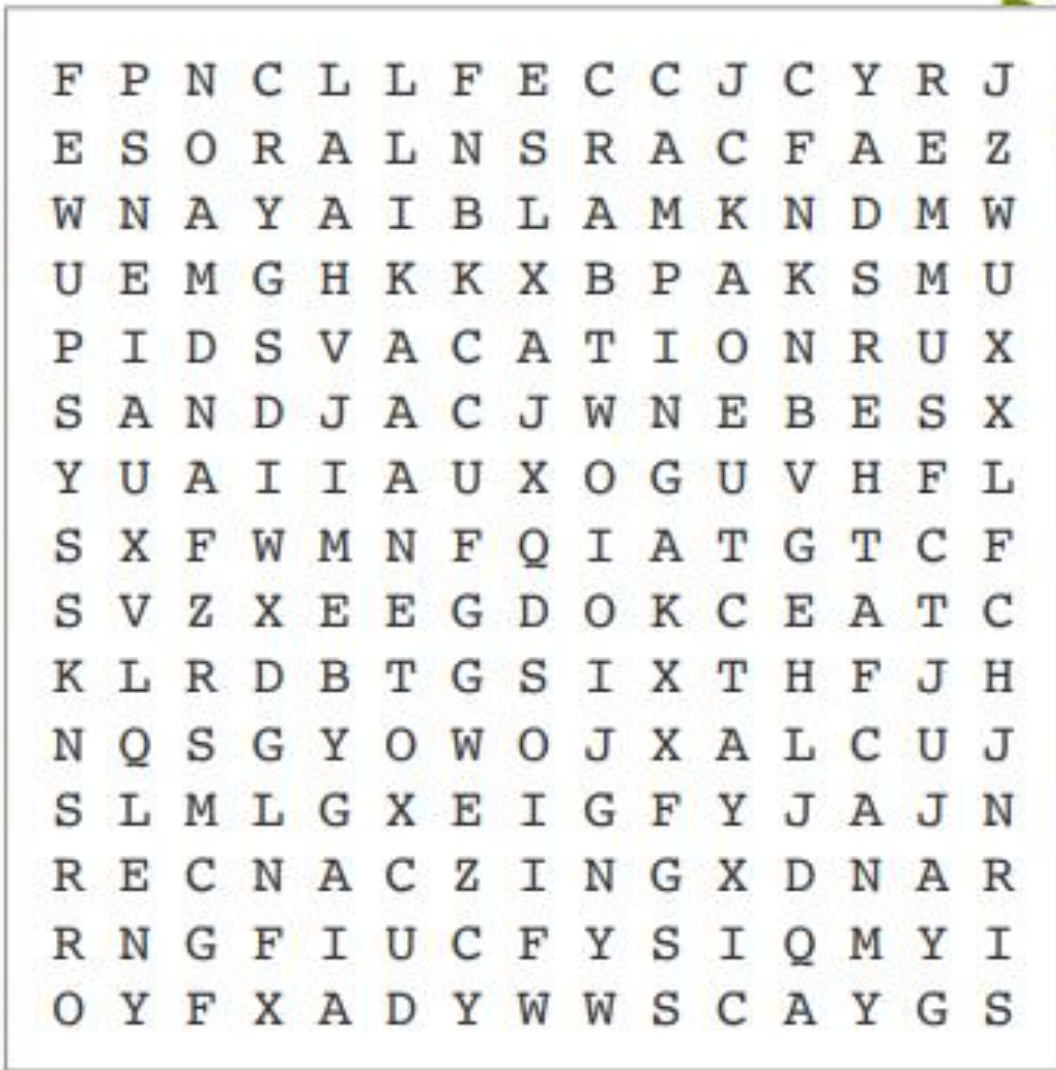 F P N C L L F E C C J C Y R J
E S O R A L N S R A C F A E Z
W N A Y A I B L A M K N D M W
U E M G H K K X B P A K S M U
P I D S V A C A T I O N R U X
S A N D J A C J W N E B E S X
Y U A I I A U X O G U V H F L
S X F W M N F Q I A T G T C F
S V Z X E E G D O K C E A T C
K L R D B T G S I X T H F J H
N Q S G Y O W O J X A L C U J
S L M L G X E I G F Y J A J N
R E C N A C Z I N G X D N A R
R N G F I U C F Y S I Q M Y I
O Y F X A D Y W W S C A Y G S